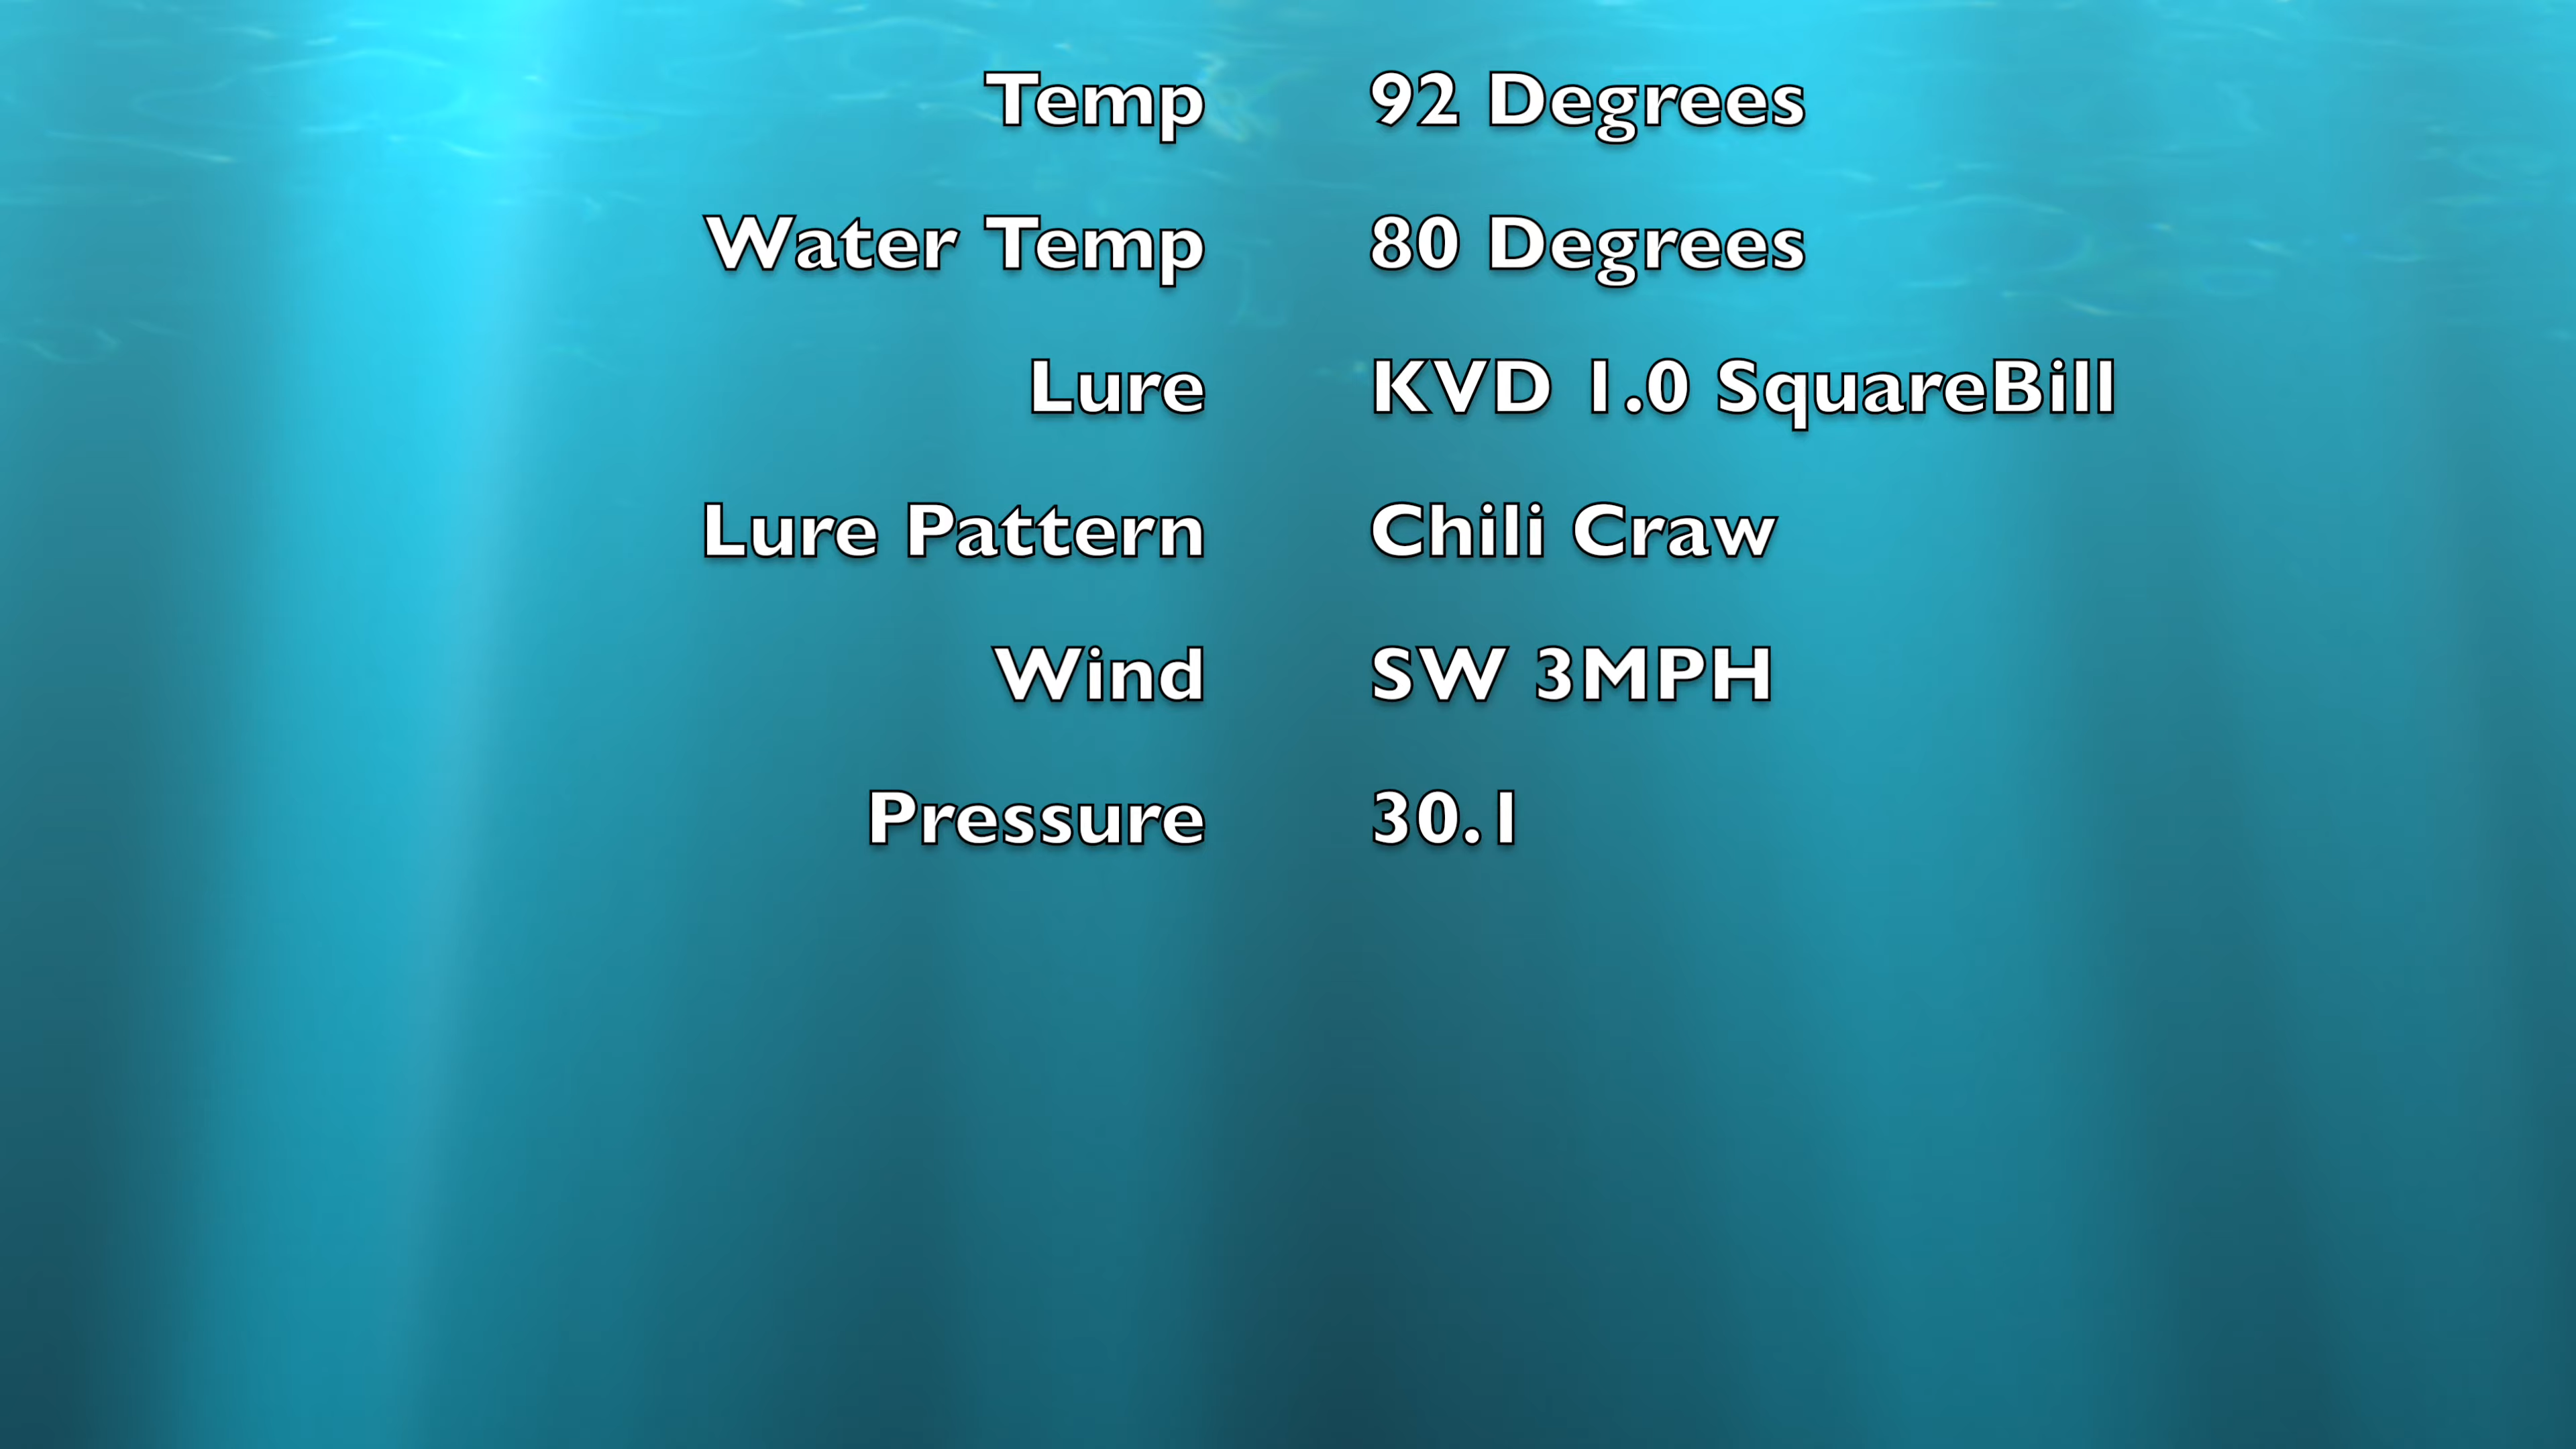 Temp 92 Degrees
Water Temp 80 Degrees
Lure KVD 1.0 SquareBill
Lure Pattern Chili Craw
Wind SW 3MPH
Pressure 30.1